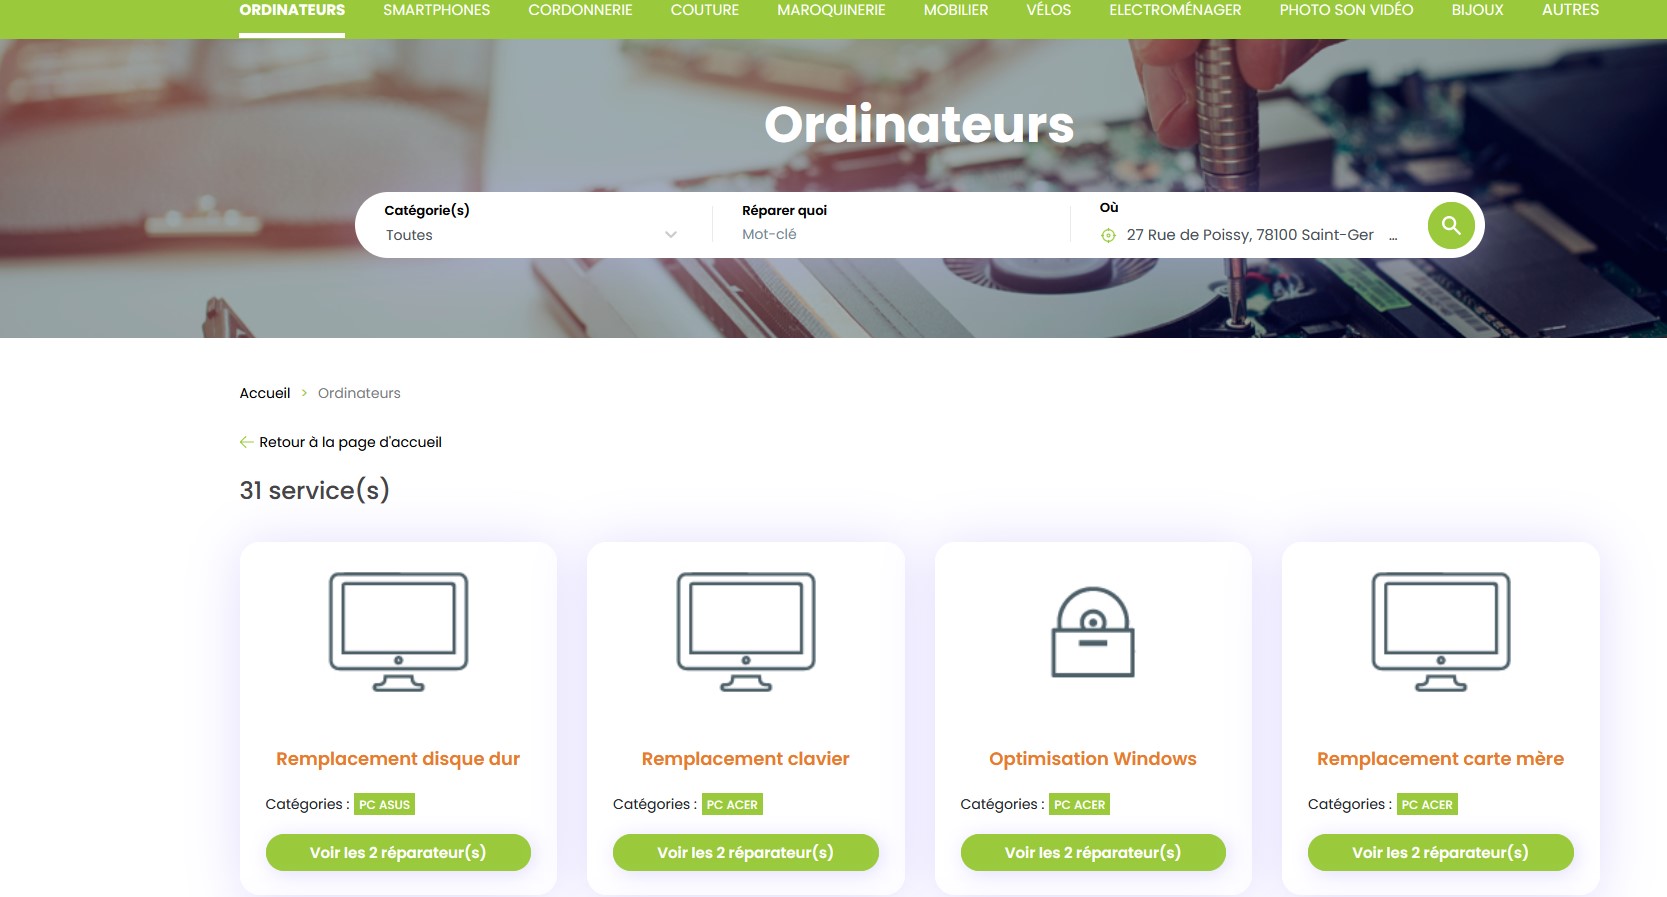 ORDINATEURS SMARTPHONES CORDONNERIE COUTURE MAROQUINERIE MOBILIER VÉLOS ELECTROMÉNAGER PHOTO SON VIDÉO BIJOUX AUTRES
Ordinateurs
Catégorie(s) Réparer quoi Où
Toutes Mot-clé 27 Rue de Poissy, 78100 Saint-Ger ...
Accueil > Ordinateurs
← Retour à la page d'accueil
31 service(s)
Remplacement disque dur Remplacement clavier Optimisation Windows Remplacement carte mère
Catégories : PC ASUS Catégories : PC ACER Catégories : PC ACER Catégories : PC ACER
Voir les 2 réparateur(s) Voir les 2 réparateur(s) Voir les 2 réparateur(s) Voir les 2 réparateur(s)